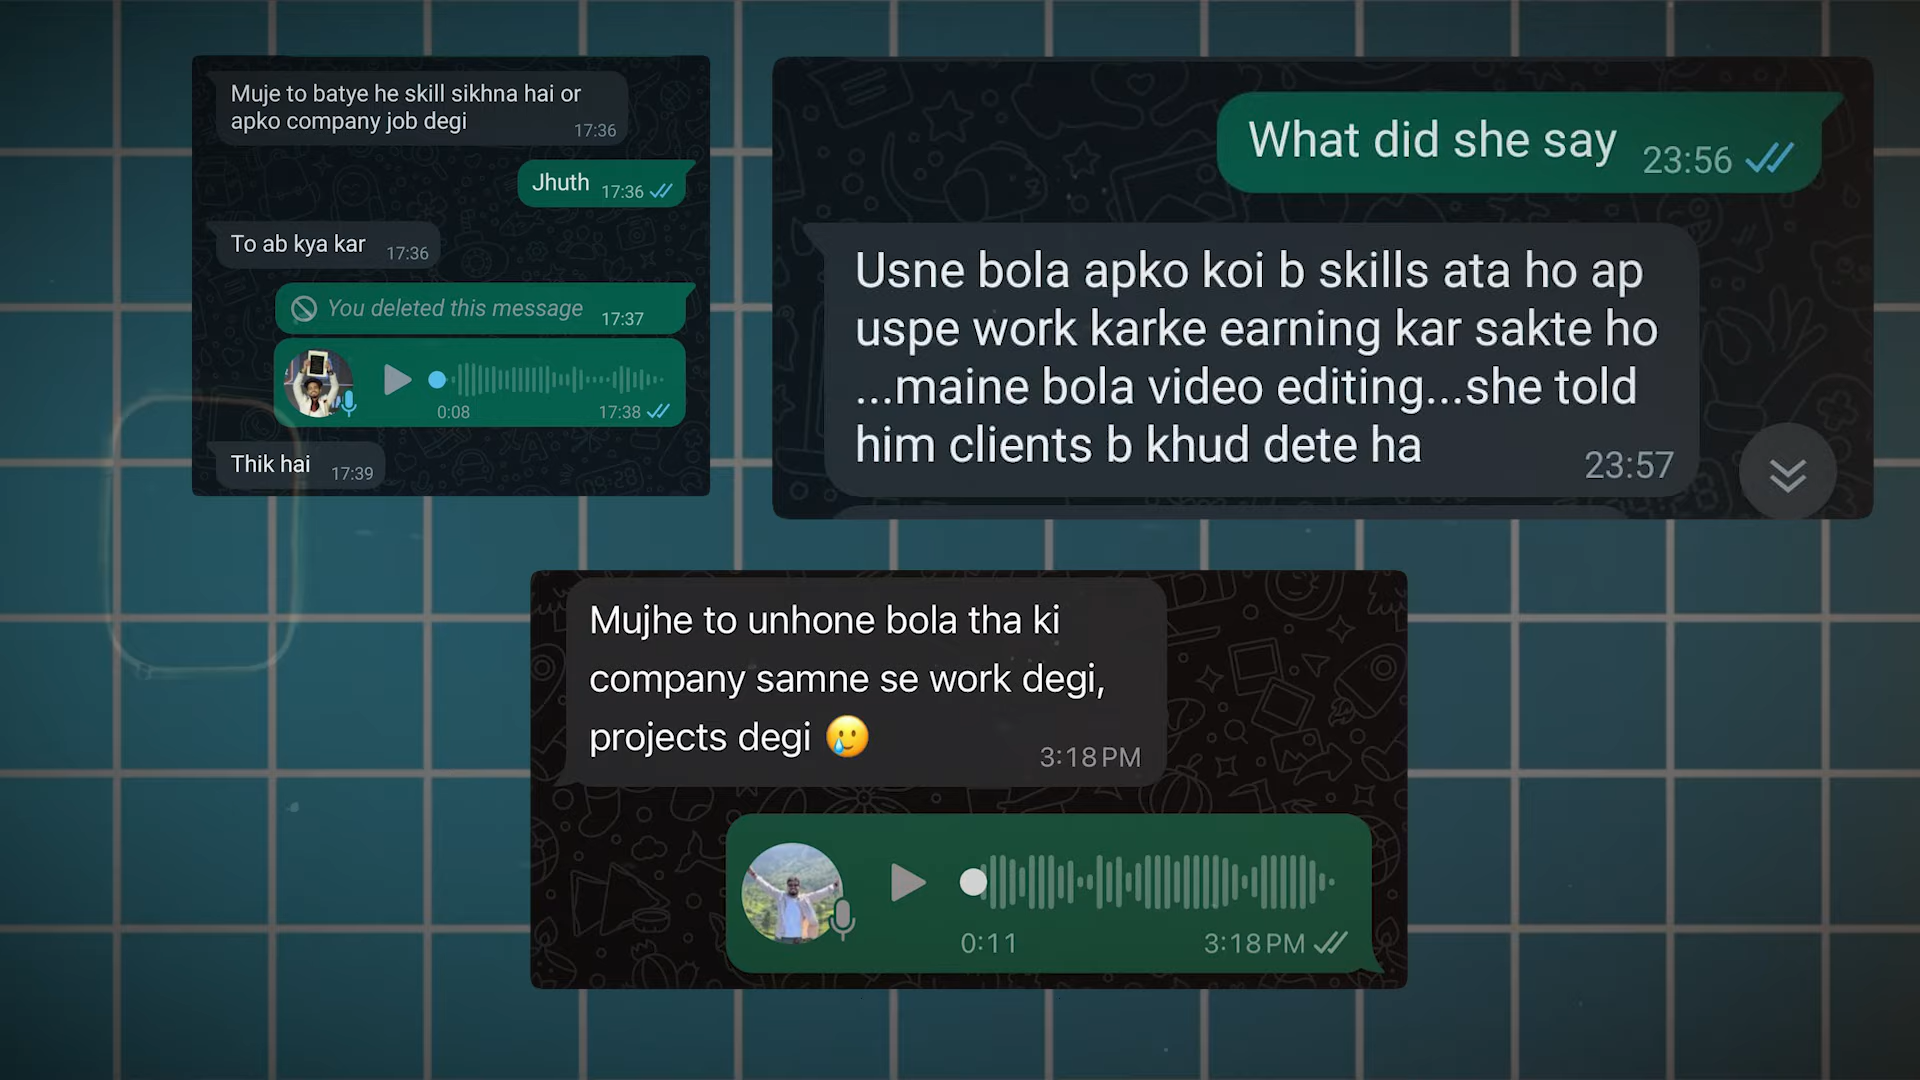 Muje to batye he skill sikhna hai or
apko company job degi
17:36
Jhuth 17:36
To ab kya kar 17:36
You deleted this message 17:37
0:08 17:38
Thik hai 17:39
What did she say 23:56
Usne bola apko koi b skills ata ho ap
uspe work karke earning kar sakte ho
...maine bola video editing...she told
him clients b khud dete ha
23:57
Mujhe to unhone bola tha ki
company samne se work degi,
projects degi 🥲
3:18 PM
0:11 3:18 PM